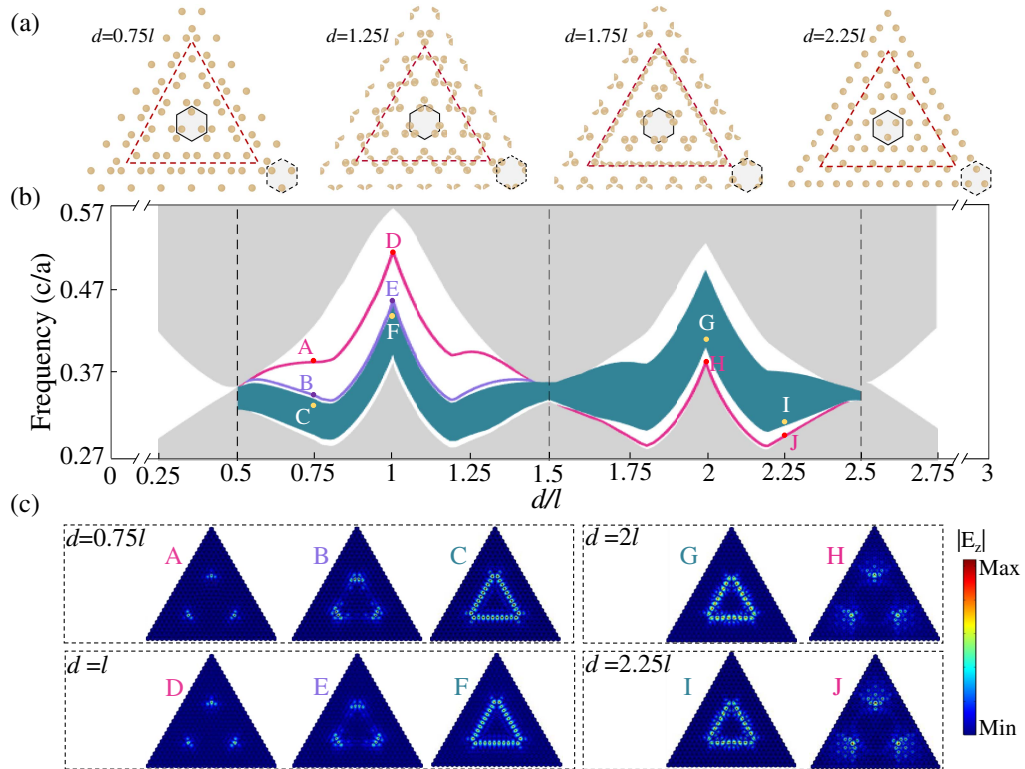 (a)
d=0.75l
d=1.25l
d=1.75l
d=2.25l
(b)
Frequency (c/a)
0.57
0.47
0.37
0.27
A
B
C
D
E
F
G
H
I
J
0
0.25
0.5
0.75
1
1.25
1.5
1.75
2
2.25
2.5
2.75
3
d/l
(c)
d=0.75l
A
B
C
d =2l
G
H
d =l
D
E
F
d =2.25l
I
J
|E_z|
Max
Min